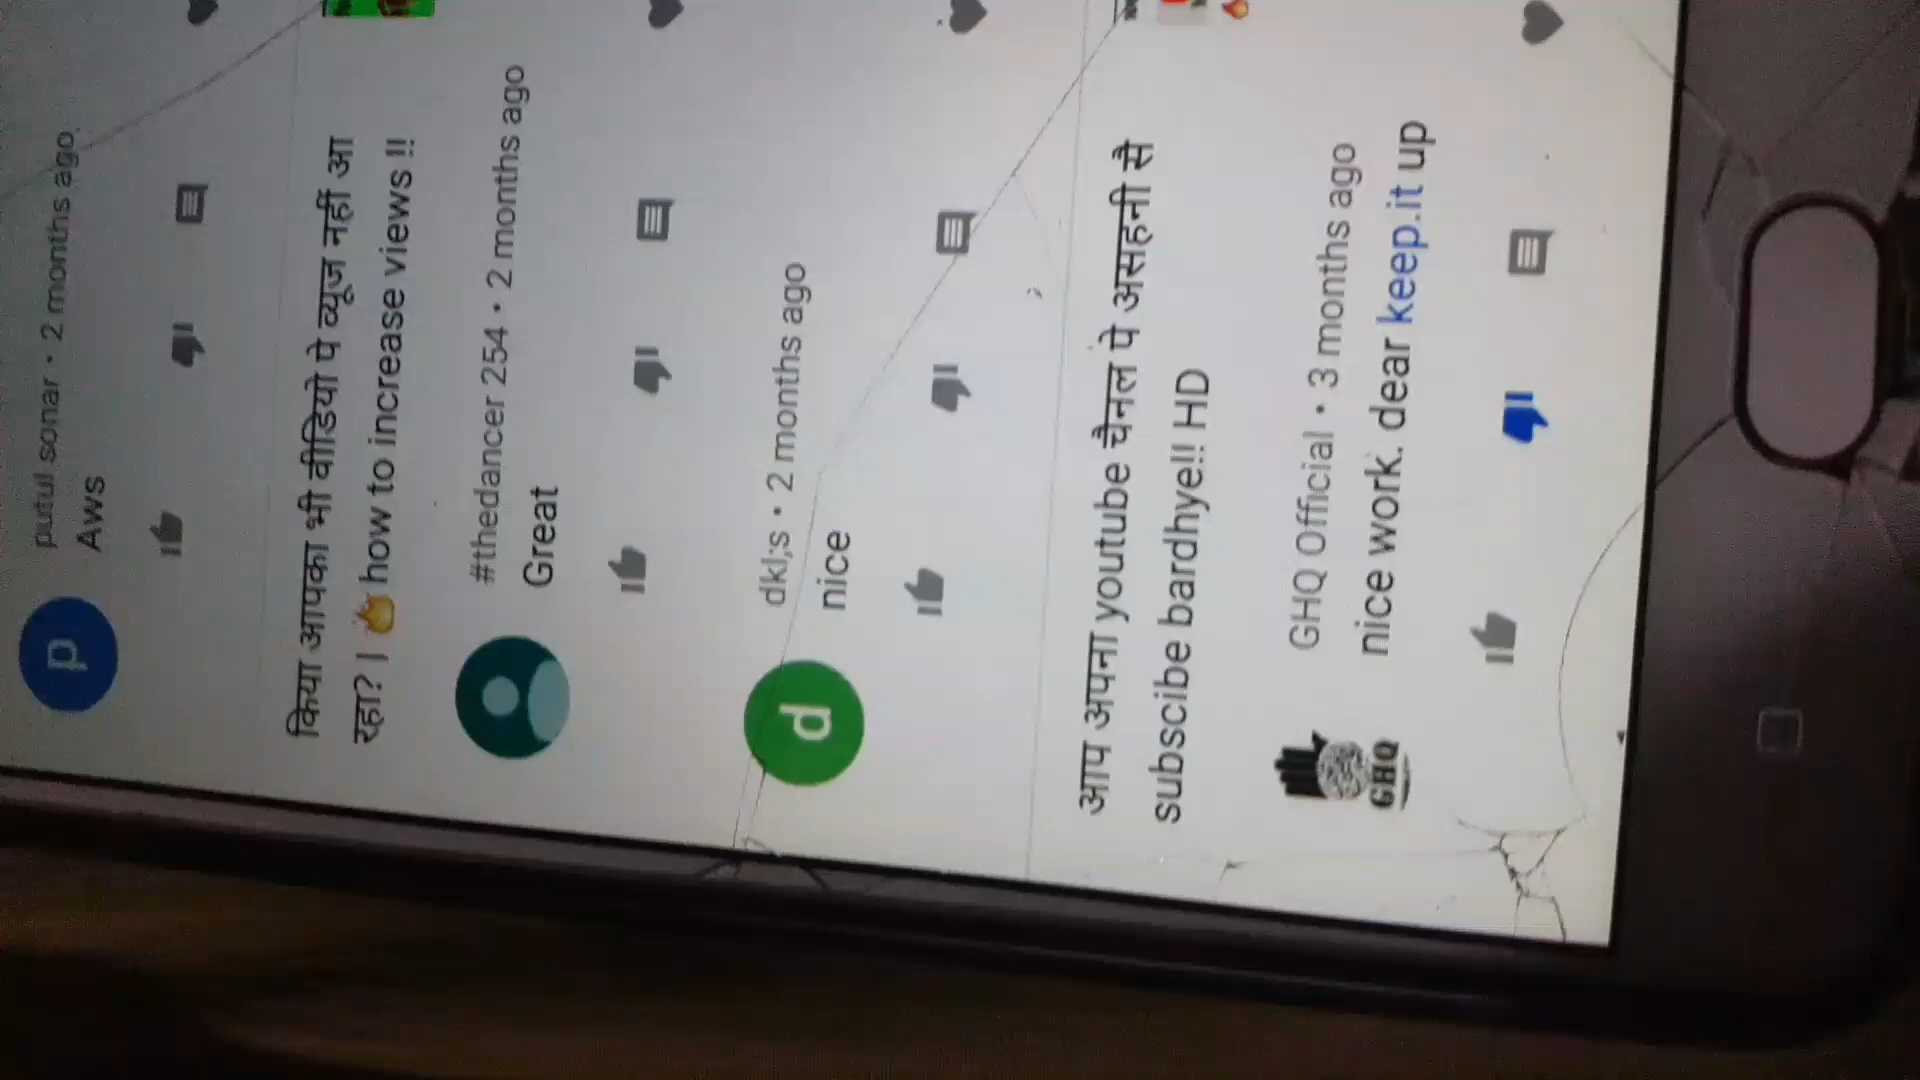 putul sonar • 2 months ago
Aws
किया आपका भी वीडियो पे व्यूज नहीं आ
रहा? | 🔥 how to increase views !!
#thedancer 254 • 2 months ago
Great
dkl;s • 2 months ago
nice
आप अपना youtube चैनल पे असहनी सै
subscibe bardhye!! HD
GHQ Official • 3 months ago
nice work. dear keep.it up
p
d
GHQ